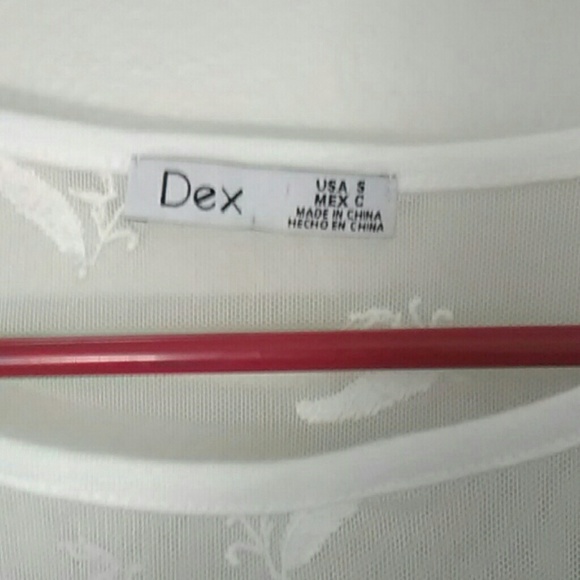 Dex
USA S
MEX C
MADE IN CHINA
HECHO EN CHINA